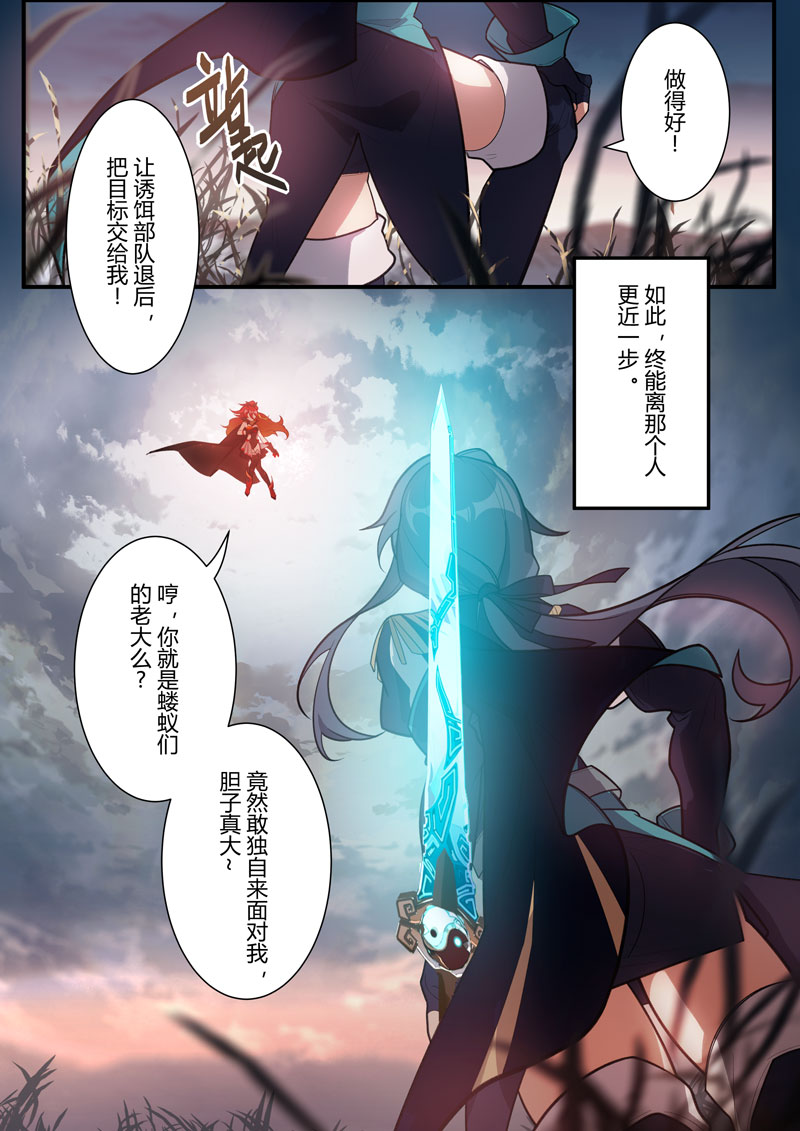 做得好！
站起
让诱饵部队退后，
把目标交给我！
如此，终能离那个人
更近一步。
哼，你就是蝼蚁们
的老大么？
竟然敢独自来面对我，
胆子真大~